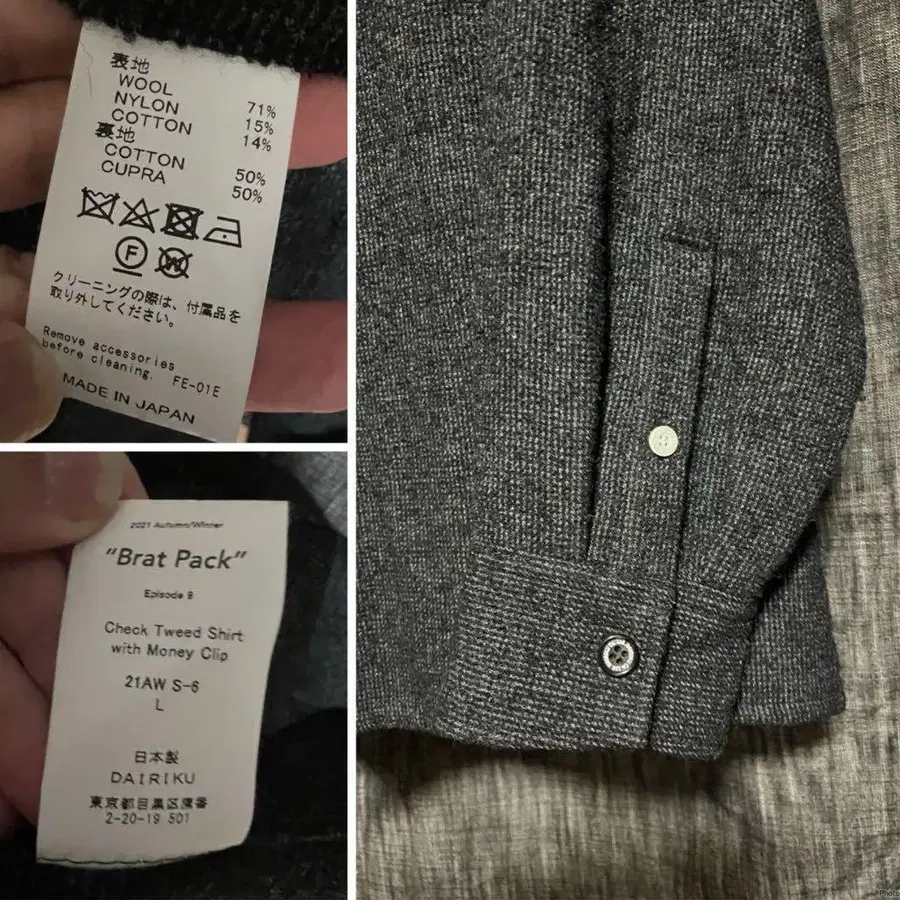 表地
WOOL 71%
NYLON 15%
COTTON 14%
裏地
COTTON 50%
CUPRA 50%
F
W
クリーニングの際は、付属品を
取り外してください。
Remove accessories
before cleaning. FE-01E
MADE IN JAPAN
2021 Autumn/Winter
"Brat Pack"
Episode 8
Check Tweed Shirt
with Money Clip
21AW S-6
L
日本製
DAIRIKU
東京都目黒区鷹番
2-20-19 501
Photo